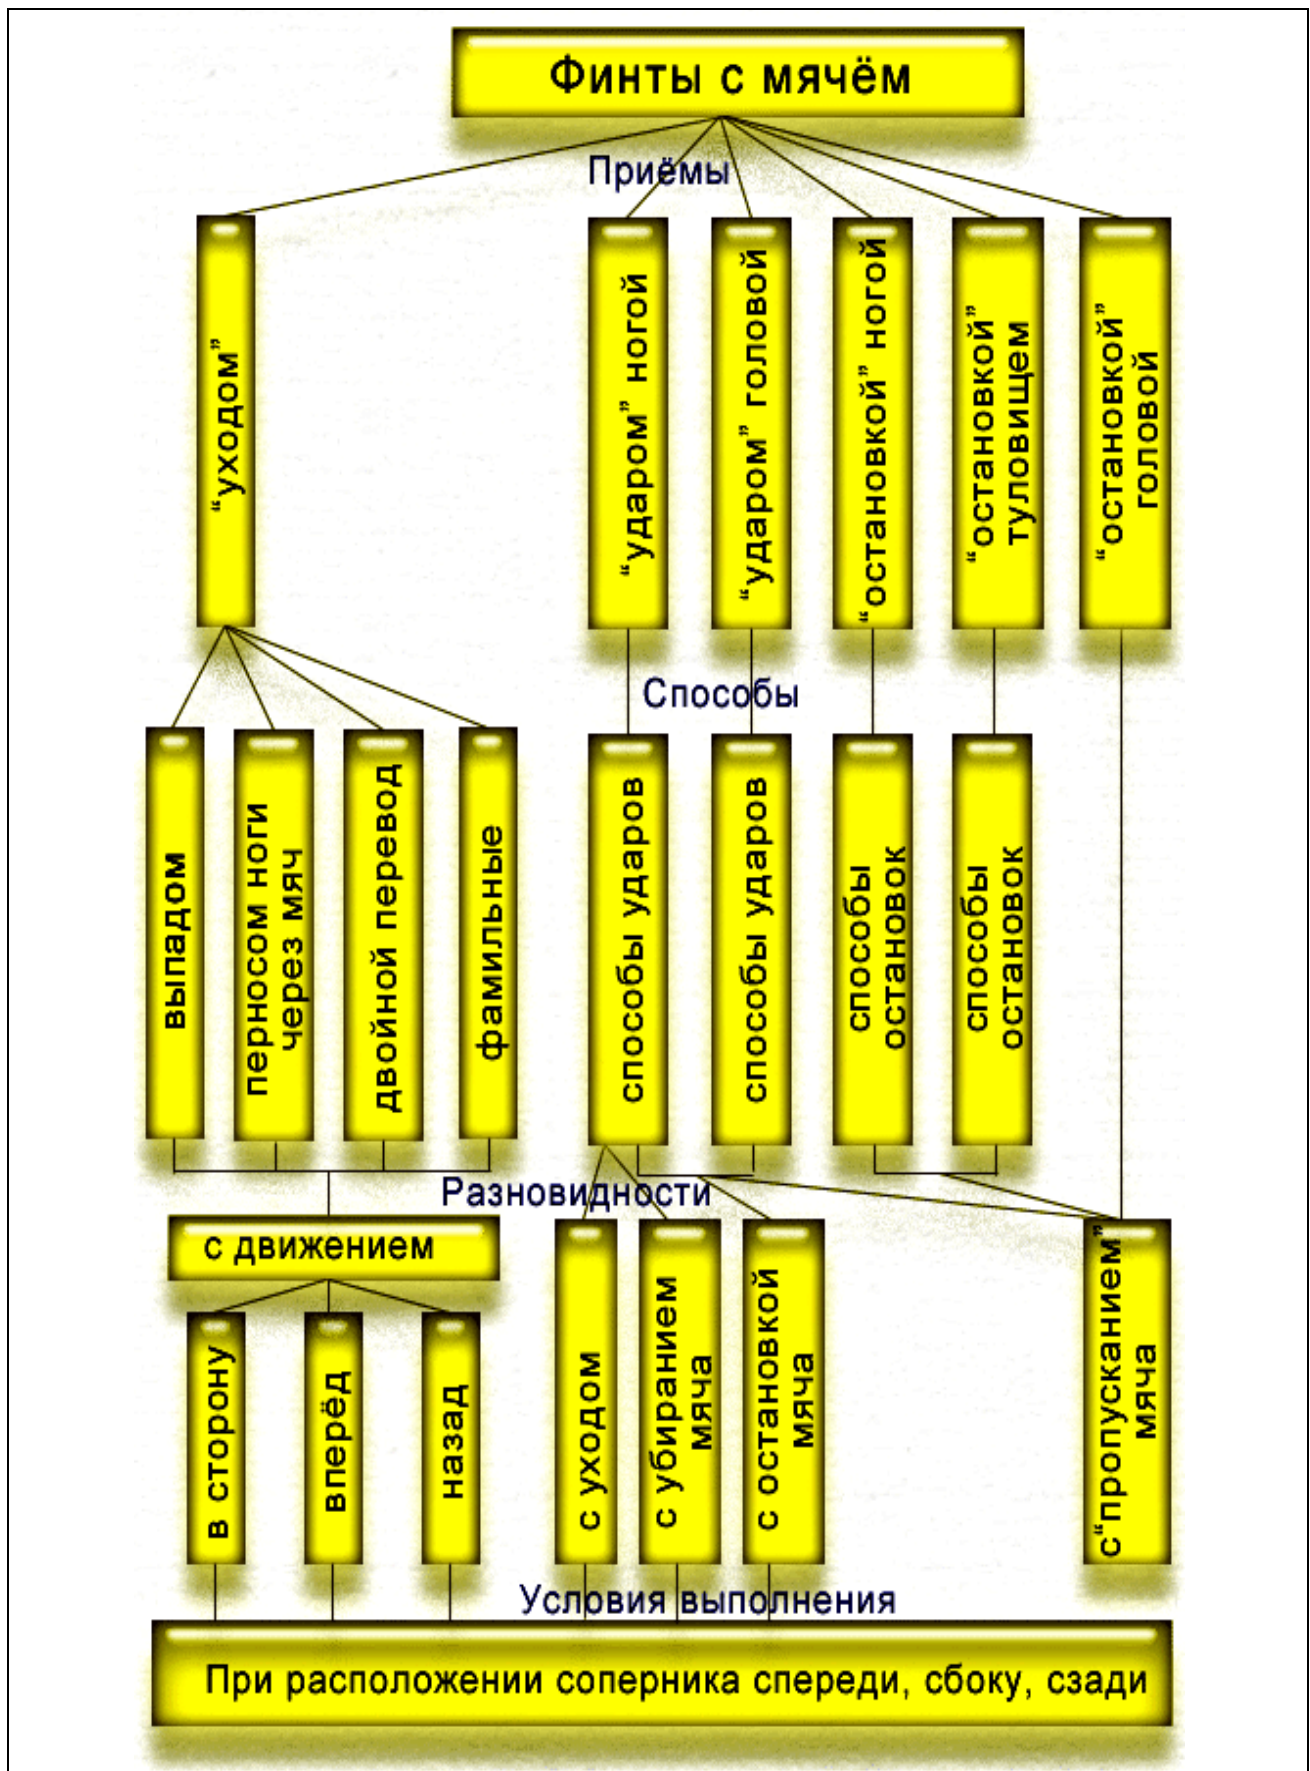 Финты с мячём
Приёмы
“уходом”
“ударом” ногой
“ударом” головой
“остановкой” ногой
“остановкой”
туловищем
“остановкой”
головой
Способы
выпадом
перносом ноги
через мяч
двойной перевод
фамильные
способы ударов
способы ударов
способы
остановок
способы
остановок
Разновидности
с движением
в сторону
вперёд
назад
с уходом
с убиранием
мяча
с остановкой
мяча
с“пропусканием”
мяча
Условия выполнения
При расположении соперника спереди, сбоку, сзади